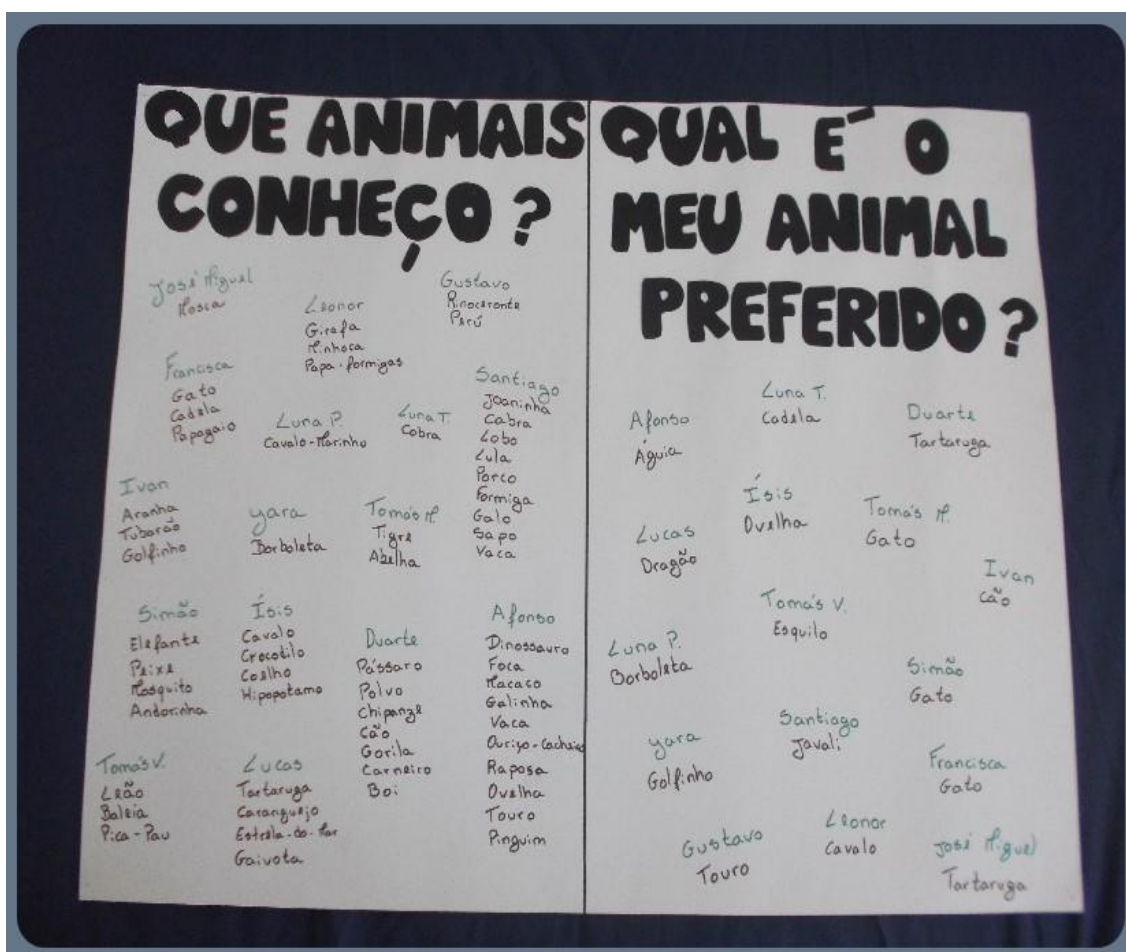 QUE ANIMAIS
CONHEÇO?
José Miguel
Mosca
Leonor
Girafa
Minhoca
Papa-formigas
Gustavo
Rinoceronte
Perú
Francisca
Gato
Cadela
Papagaio
Luna P.
Cavalo-Marinho
Luna T.
Cobra
Santiago
Joaninha
Cabra
Lobo
Lula
Porco
Formiga
Galo
Sapo
Vaca
Ivan
Aranha
Tubarão
Golfinho
Yara
Borboleta
Tomás M.
Tigre
Abelha
Simão
Elefante
Peixe
Mosquito
Andorinha
Ísis
Cavalo
Crocotilo
Coelho
Hipopotamo
Duarte
Pássaro
Polvo
Chipanzé
Cão
Gorila
Carneiro
Boi
Afonso
Dinossauro
Foca
Macaco
Galinha
Vaca
Ouriço-Cacheiro
Raposa
Ovelha
Touro
Pinguim
Tomás V.
Leão
Baleia
Pica-Pau
Lucas
Tartaruga
Caranguejo
Estrela-do-Mar
Gaivota
QUAL É O
MEU ANIMAL
PREFERIDO?
Afonso
Águia
Luna T.
Cadela
Duarte
Tartaruga
Lucas
Dragão
Ísis
Ovelha
Tomás M.
Gato
Ivan
Cão
Luna P.
Borboleta
Tomás V.
Esquilo
Simão
Gato
Yara
Golfinho
Santiago
Javali
Francisca
Gato
Gustavo
Touro
Leonor
Cavalo
José Miguel
Tartaruga